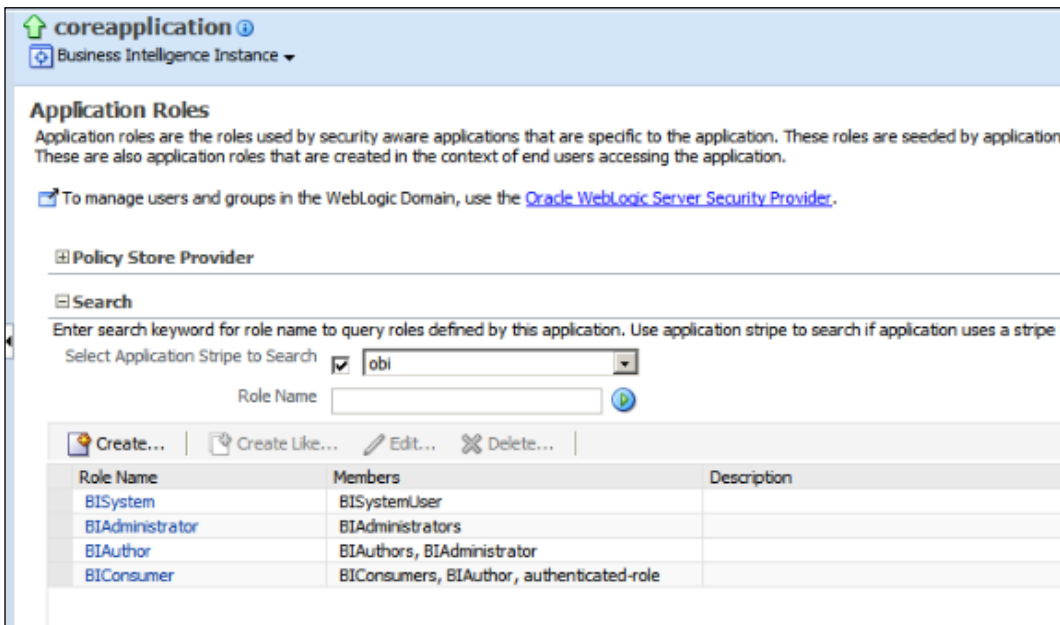 coreapplication
Business Intelligence Instance
Application Roles
Application roles are the roles used by security aware applications that are specific to the application. These roles are seeded by application
These are also application roles that are created in the context of end users accessing the application.
To manage users and groups in the WebLogic Domain, use the Oracle WebLogic Server Security Provider.
Policy Store Provider
Search
Enter search keyword for role name to query roles defined by this application. Use application stripe to search if application uses a stripe
Select Application Stripe to Search obi
Role Name
Create... Create Like... Edit... Delete...
Role Name Members Description
BISystem BISystemUser
BIAdministrator BIAdministrators
BIAuthor BIAuthors, BIAdministrator
BIConsumer BIConsumers, BIAuthor, authenticated-role